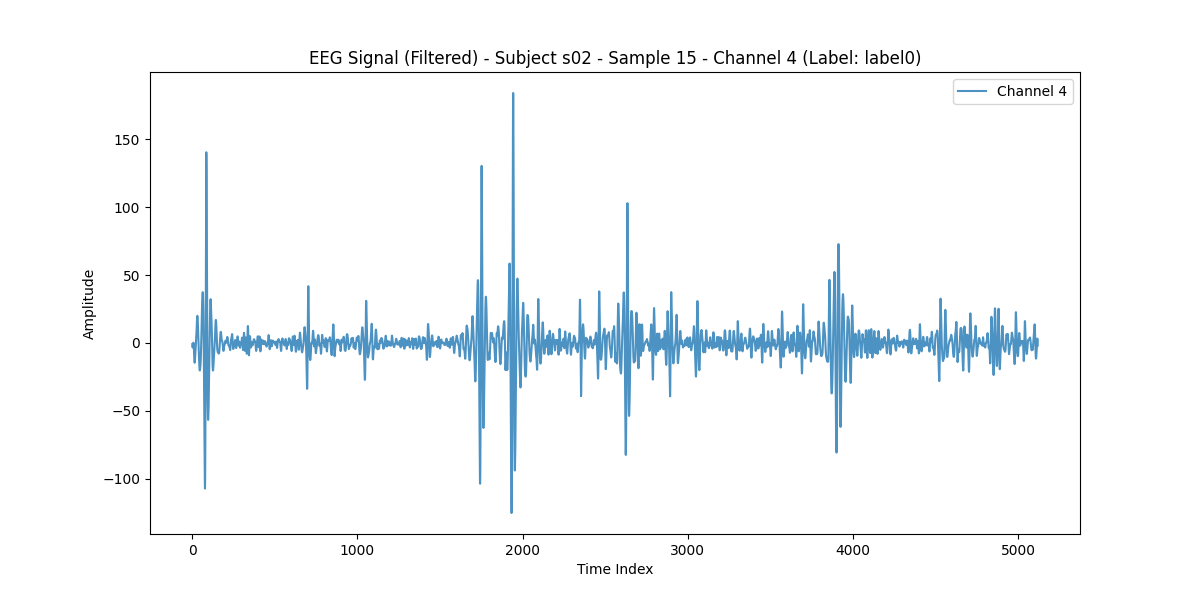 EEG Signal (Filtered) - Subject s02 - Sample 15 - Channel 4 (Label: label0)
Channel 4
150
100
50
0
−50
−100
Amplitude
0 1000 2000 3000 4000 5000
Time Index